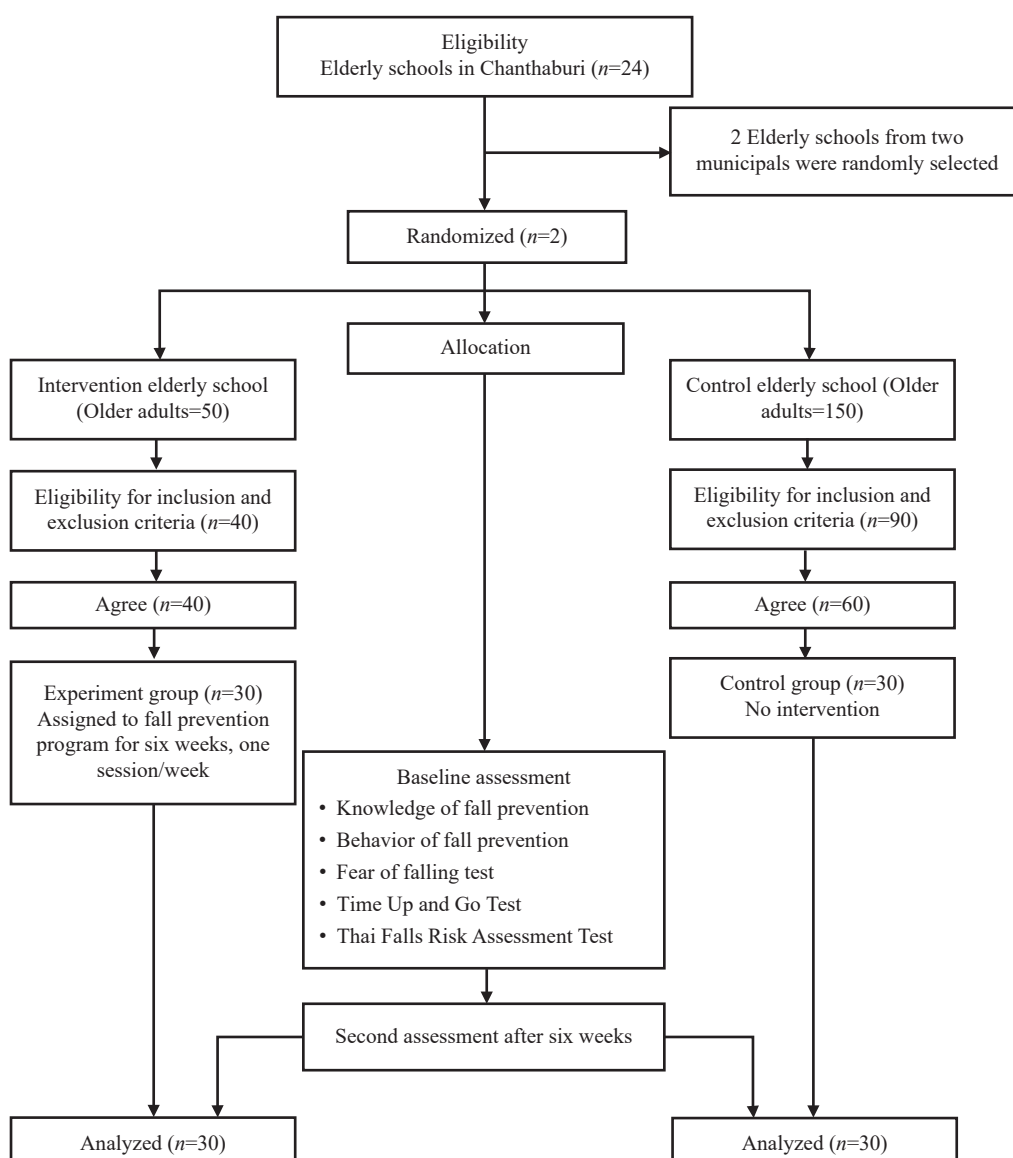 Eligibility
Elderly schools in Chanthaburi (n=24)
2 Elderly schools from two
municipals were randomly selected
Randomized (n=2)
Allocation
Intervention elderly school
(Older adults=50)
Control elderly school (Older
adults=150)
Eligibility for inclusion and
exclusion criteria (n=40)
Eligibility for inclusion and
exclusion criteria (n=90)
Agree (n=40)
Agree (n=60)
Experiment group (n=30)
Assigned to fall prevention
program for six weeks, one
session/week
Control group (n=30)
No intervention
Baseline assessment
• Knowledge of fall prevention
• Behavior of fall prevention
• Fear of falling test
• Time Up and Go Test
• Thai Falls Risk Assessment Test
Second assessment after six weeks
Analyzed (n=30)
Analyzed (n=30)